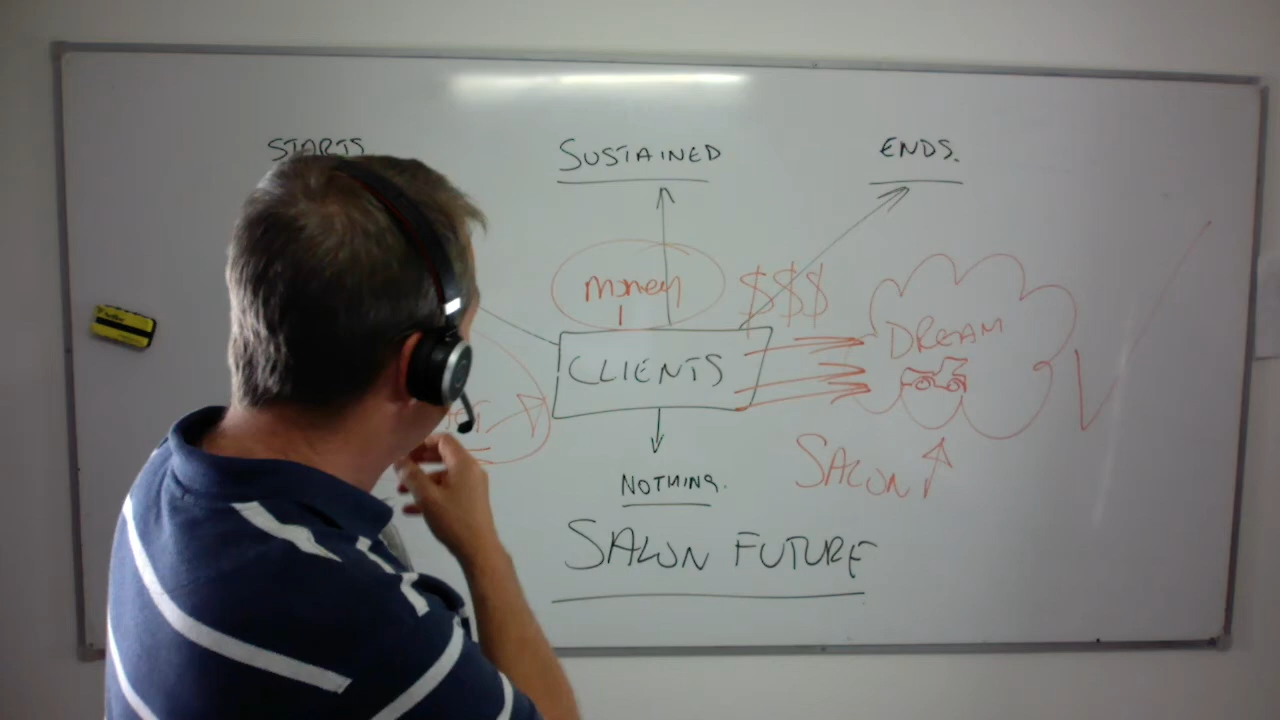 STARTS
SUSTAINED
ENDS.
money
$$$
CLIENTS
DREAM
SALON
NOTHING.
SALON FUTURE